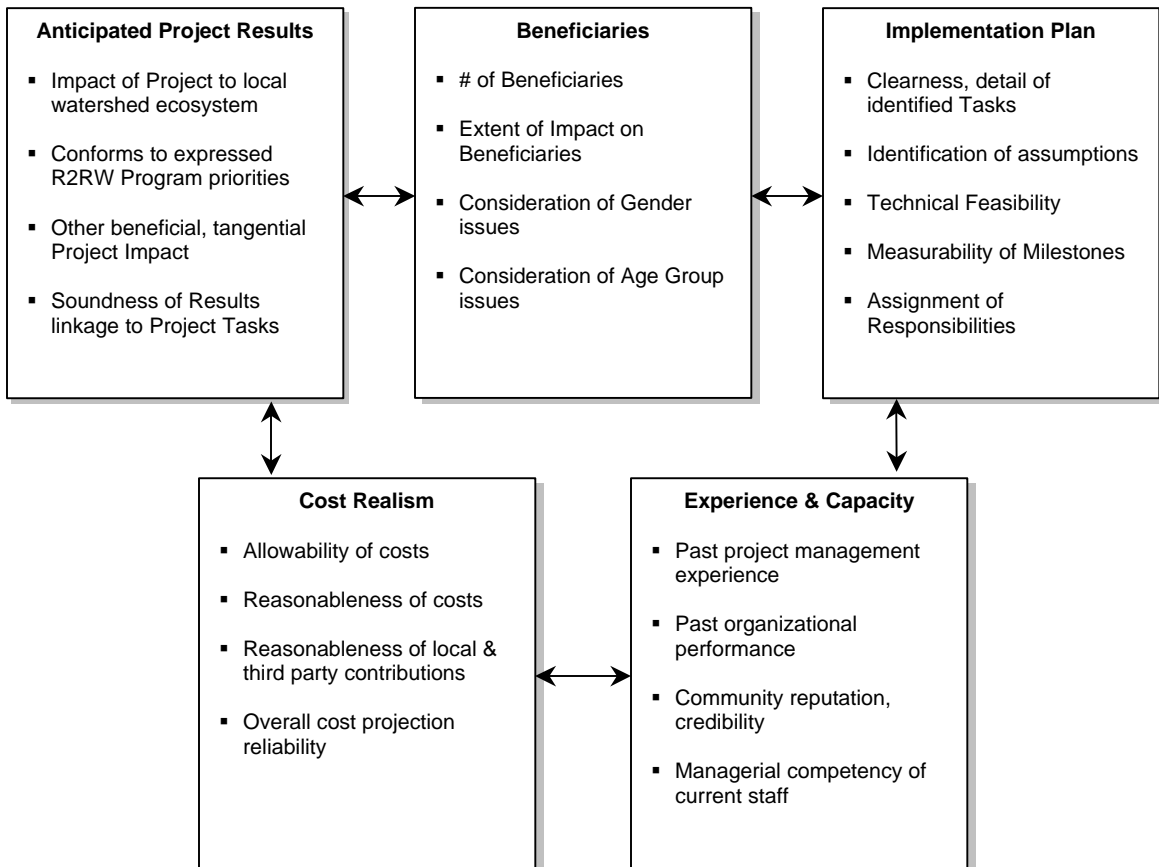 Anticipated Project Results
▪ Impact of Project to local
watershed ecosystem
▪ Conforms to expressed
R2RW Program priorities
▪ Other beneficial, tangential
Project Impact
▪ Soundness of Results
linkage to Project Tasks
Beneficiaries
▪ # of Beneficiaries
▪ Extent of Impact on
Beneficiaries
▪ Consideration of Gender
issues
▪ Consideration of Age Group
issues
Implementation Plan
▪ Clearness, detail of
identified Tasks
▪ Identification of assumptions
▪ Technical Feasibility
▪ Measurability of Milestones
▪ Assignment of
Responsibilities
Cost Realism
▪ Allowability of costs
▪ Reasonableness of costs
▪ Reasonableness of local &
third party contributions
▪ Overall cost projection
reliability
Experience & Capacity
▪ Past project management
experience
▪ Past organizational
performance
▪ Community reputation,
credibility
▪ Managerial competency of
current staff